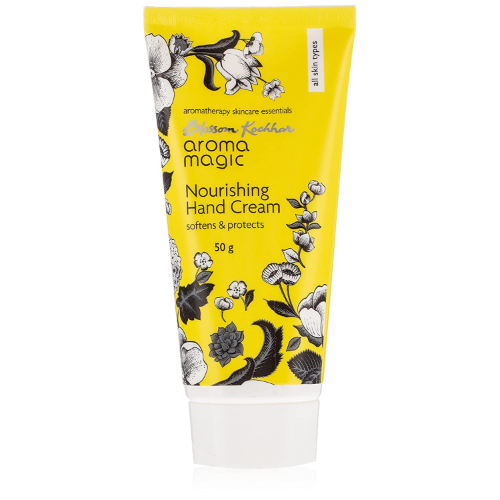 all skin types
aromatherapy skincare essentials
Blossom Kochhar
aroma
magic
Nourishing
Hand Cream
softens & protects
50 g